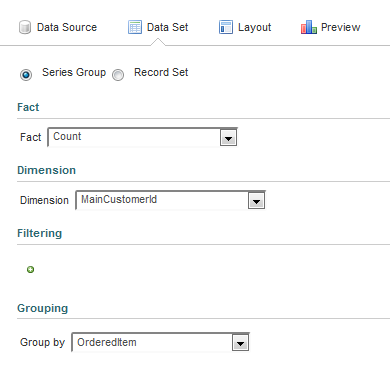 Data Source Data Set Layout Preview
Series Group Record Set
Fact
Fact Count
Dimension
Dimension MainCustomerId
Filtering
Grouping
Group by OrderedItem